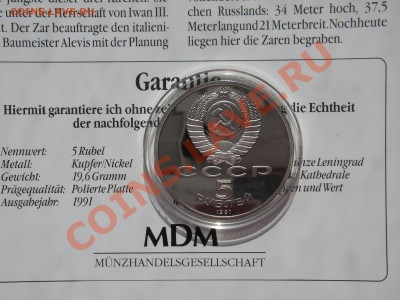 se dieser drei Kirchen. Sie
e unter der Herrschaft von Iwan III.
t. Der Zar beauftragte den italieni-
Baumeister Alevis mit der Planung
chen Russlands: 34 Meter hoch, 37,5
Meter lang und 21 Meter breit. Noch heute
liegen hier die Zaren begraben.
Garantie
Hiermit garantiere ich ohne die Echtheit
der nachfolgend
Nennwert: 5 Rubel
Metall: Kupfer/Nickel
Gewicht: 19,6 Gramm
Prägequalität: Polierte Platte
Ausgabejahr: 1991
Leningrad
Kathedrale
und Wert
СССР
5
РУБЛЕЙ
1991
MDM
MÜNZHANDELSGESELLSCHAFT
COINS.LAVE.RU